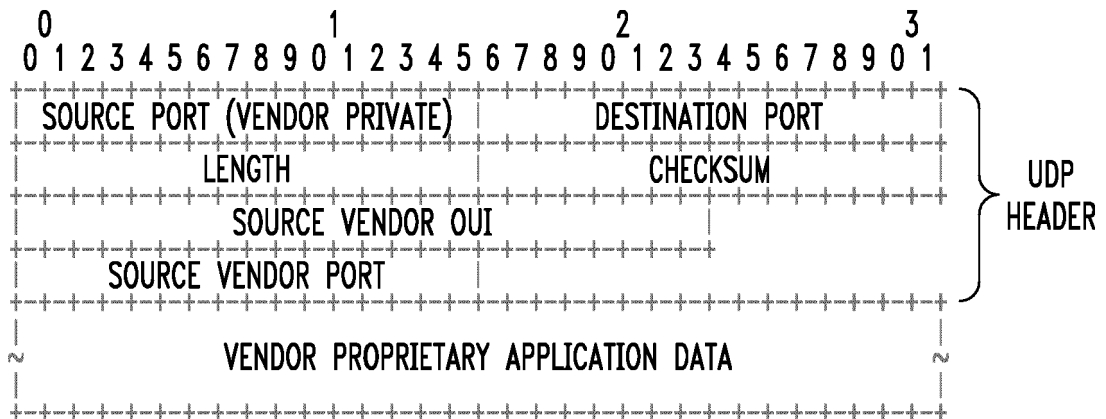 0 1 2 3
0 1 2 3 4 5 6 7 8 9 0 1 2 3 4 5 6 7 8 9 0 1 2 3 4 5 6 7 8 9 0 1
SOURCE PORT (VENDOR PRIVATE) DESTINATION PORT
LENGTH CHECKSUM
UDP
HEADER
SOURCE VENDOR OUI
SOURCE VENDOR PORT
~ VENDOR PROPRIETARY APPLICATION DATA ~